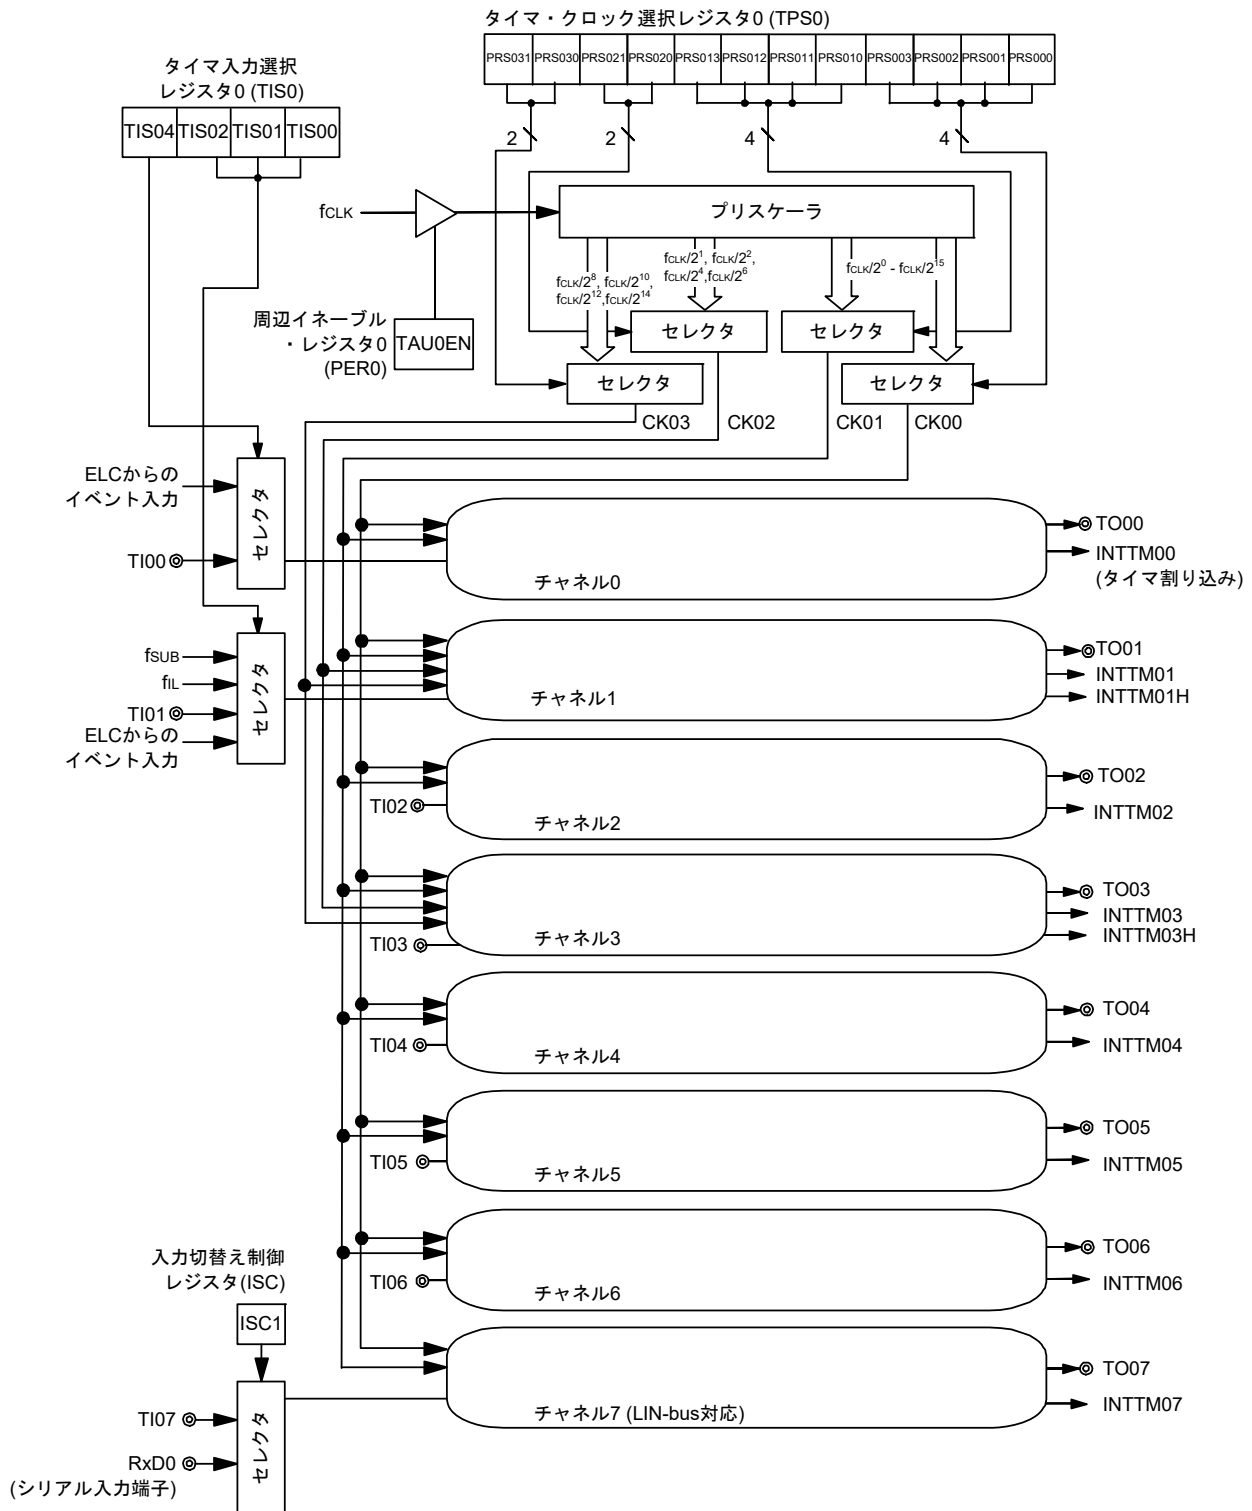 タイマ・クロック選択レジスタ0 (TPS0)
PRS031 PRS030 PRS021 PRS020 PRS013 PRS012 PRS011 PRS010 PRS003 PRS002 PRS001 PRS000
タイマ入力選択
レジスタ0 (TIS0)
TIS04 TIS02 TIS01 TIS00
2 2 4 4
fCLK
プリスケーラ
fCLK/2^8, fCLK/2^10,
fCLK/2^12,fCLK/2^14
fCLK/2^1, fCLK/2^2,
fCLK/2^4,fCLK/2^6
fCLK/2^0 - fCLK/2^15
周辺イネーブル
・レジスタ0
(PER0)
TAU0EN
セレクタ
セレクタ
セレクタ
セレクタ
CK03 CK02 CK01 CK00
ELCからの
イベント入力
TI00
セレクタ
チャネル0
TO00
INTTM00
(タイマ割り込み)
fSUB
fIL
TI01
ELCからの
イベント入力
セレクタ
チャネル1
TO01
INTTM01
INTTM01H
TI02
チャネル2
TO02
INTTM02
TI03
チャネル3
TO03
INTTM03
INTTM03H
TI04
チャネル4
TO04
INTTM04
TI05
チャネル5
TO05
INTTM05
TI06
チャネル6
TO06
INTTM06
入力切替え制御
レジスタ(ISC)
ISC1
TI07
RxD0
(シリアル入力端子)
セレクタ
チャネル7 (LIN-bus対応)
TO07
INTTM07